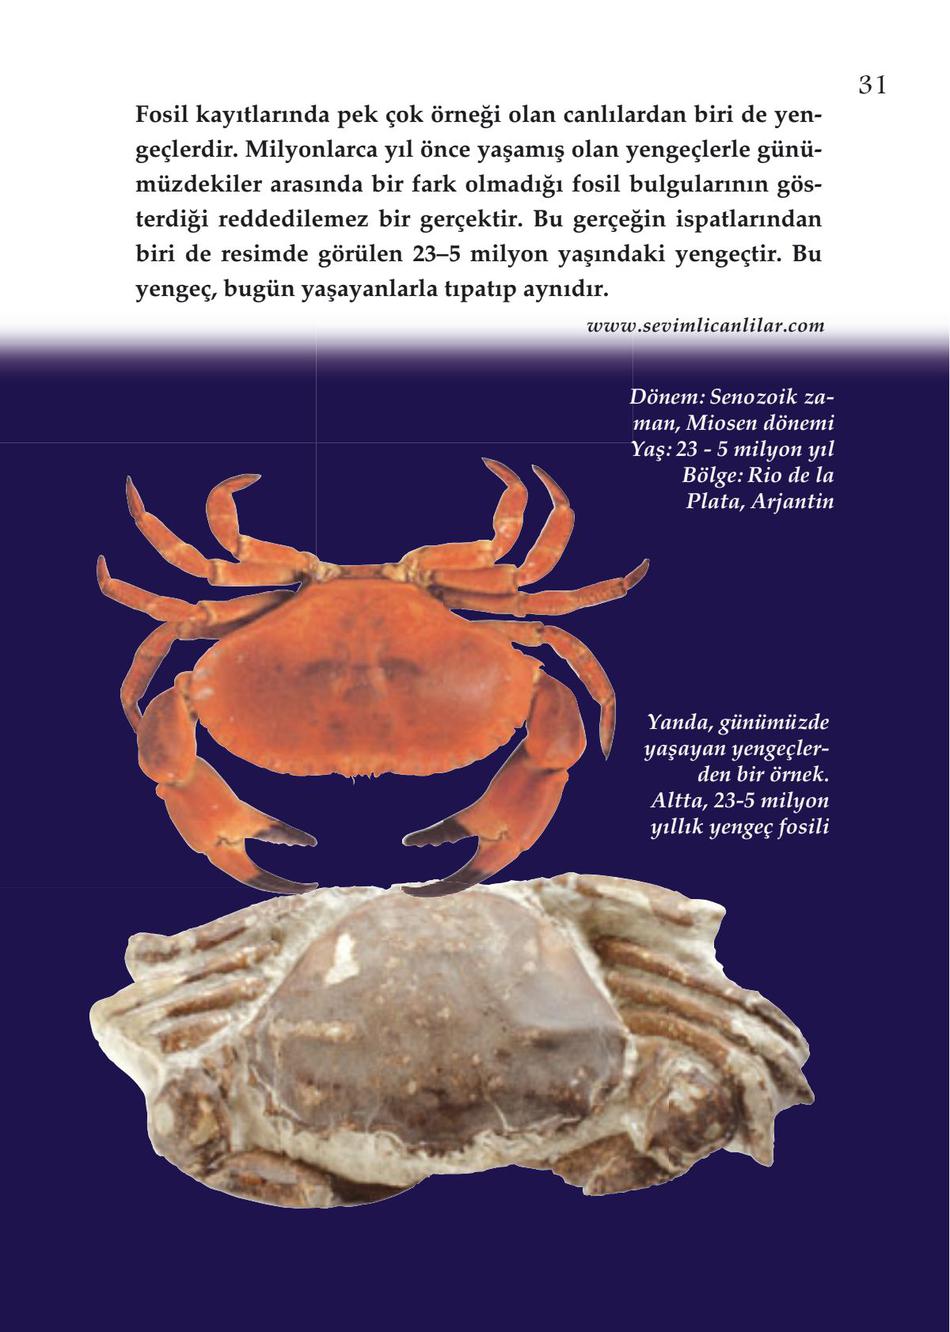 31
Fosil kayıtlarında pek çok örneği olan canlılardan biri de yen-
geçlerdir. Milyonlarca yıl önce yaşamış olan yengeçlerle günü-
müzdekiler arasında bir fark olmadığı fosil bulgularının gös-
terdiği reddedilemez bir gerçektir. Bu gerçeğin ispatlarından
biri de resimde görülen 23–5 milyon yaşındaki yengeçtir. Bu
yengeç, bugün yaşayanlarla tıpatıp aynıdır.
www.sevimlicanlilar.com
Dönem: Senozoik za-
man, Miosen dönemi
Yaş: 23 - 5 milyon yıl
Bölge: Rio de la
Plata, Arjantin
Yanda, günümüzde
yaşayan yengeçler-
den bir örnek.
Altta, 23-5 milyon
yıllık yengeç fosili